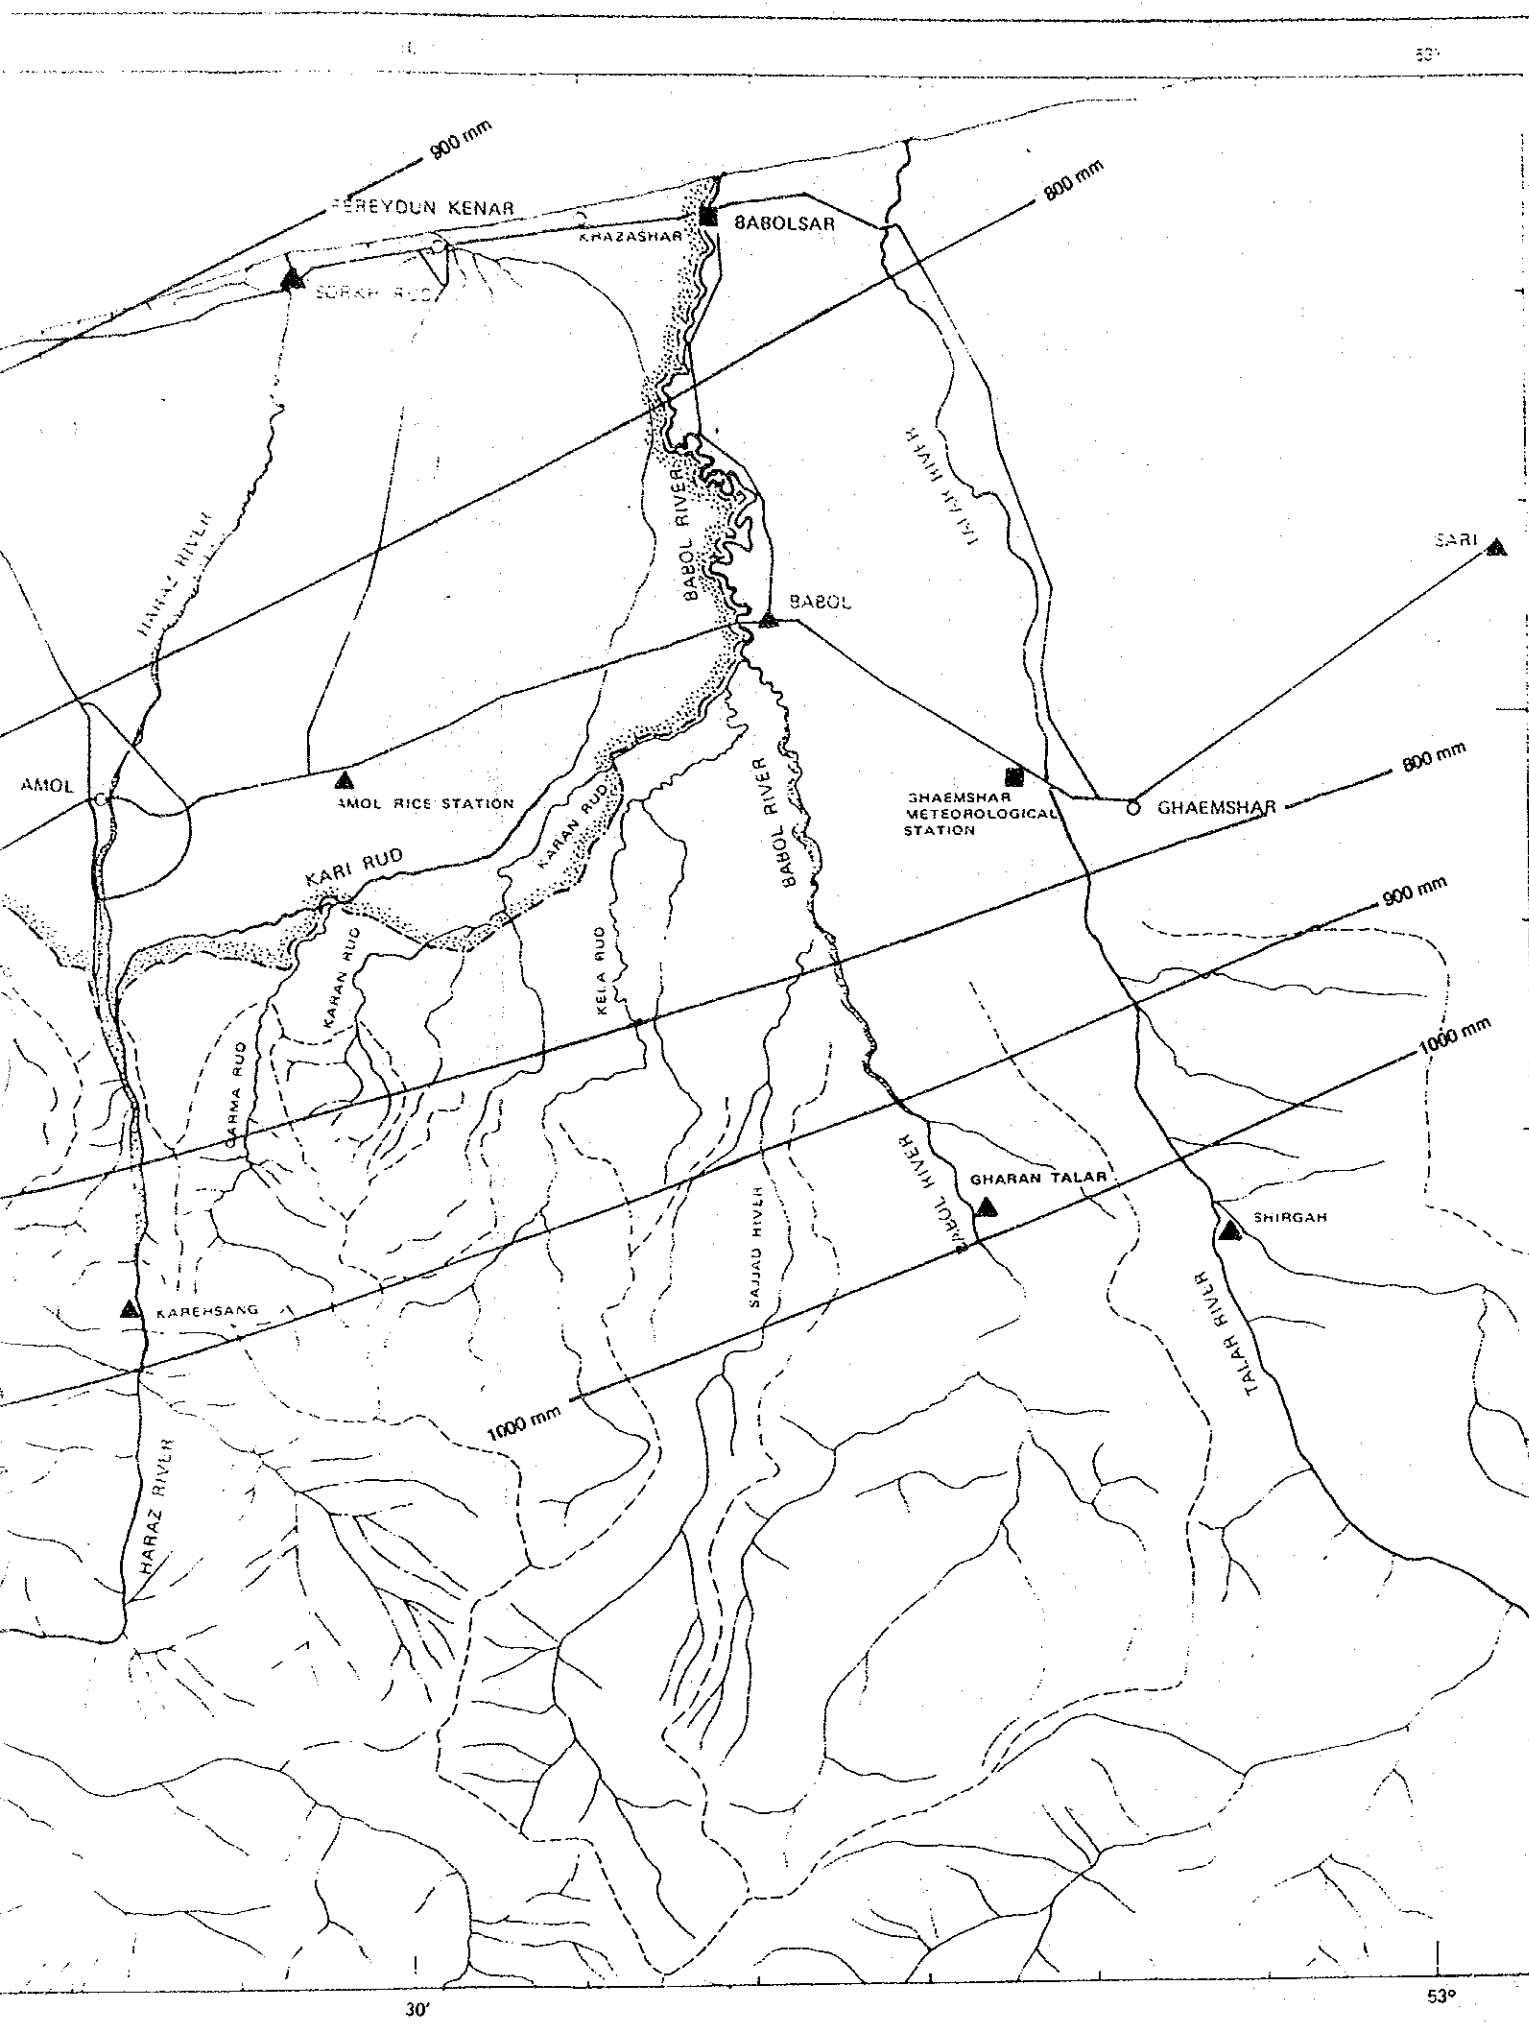 53°
900 mm
800 mm
FEREYDUN KENAR
KHAZASHAR
BABOLSAR
SORKH RUD
TALAR RIVER
BABOL RIVER
HARAZ RIVER
SARI
BABOL
800 mm
AMOL
AMOL RICE STATION
GHAEMSHAR
METEOROLOGICAL
STATION
GHAEMSHAR
BABOL RIVER
KARAN RUD
KARI RUD
900 mm
KARAN RUD
KELA RUD
GARMA RUD
1000 mm
BABOL RIVER
GHARAN TALAR
SHIRGAH
SAJJAD RIVER
KAREHSANG
TALAR RIVER
1000 mm
HARAZ RIVER
30'
53°